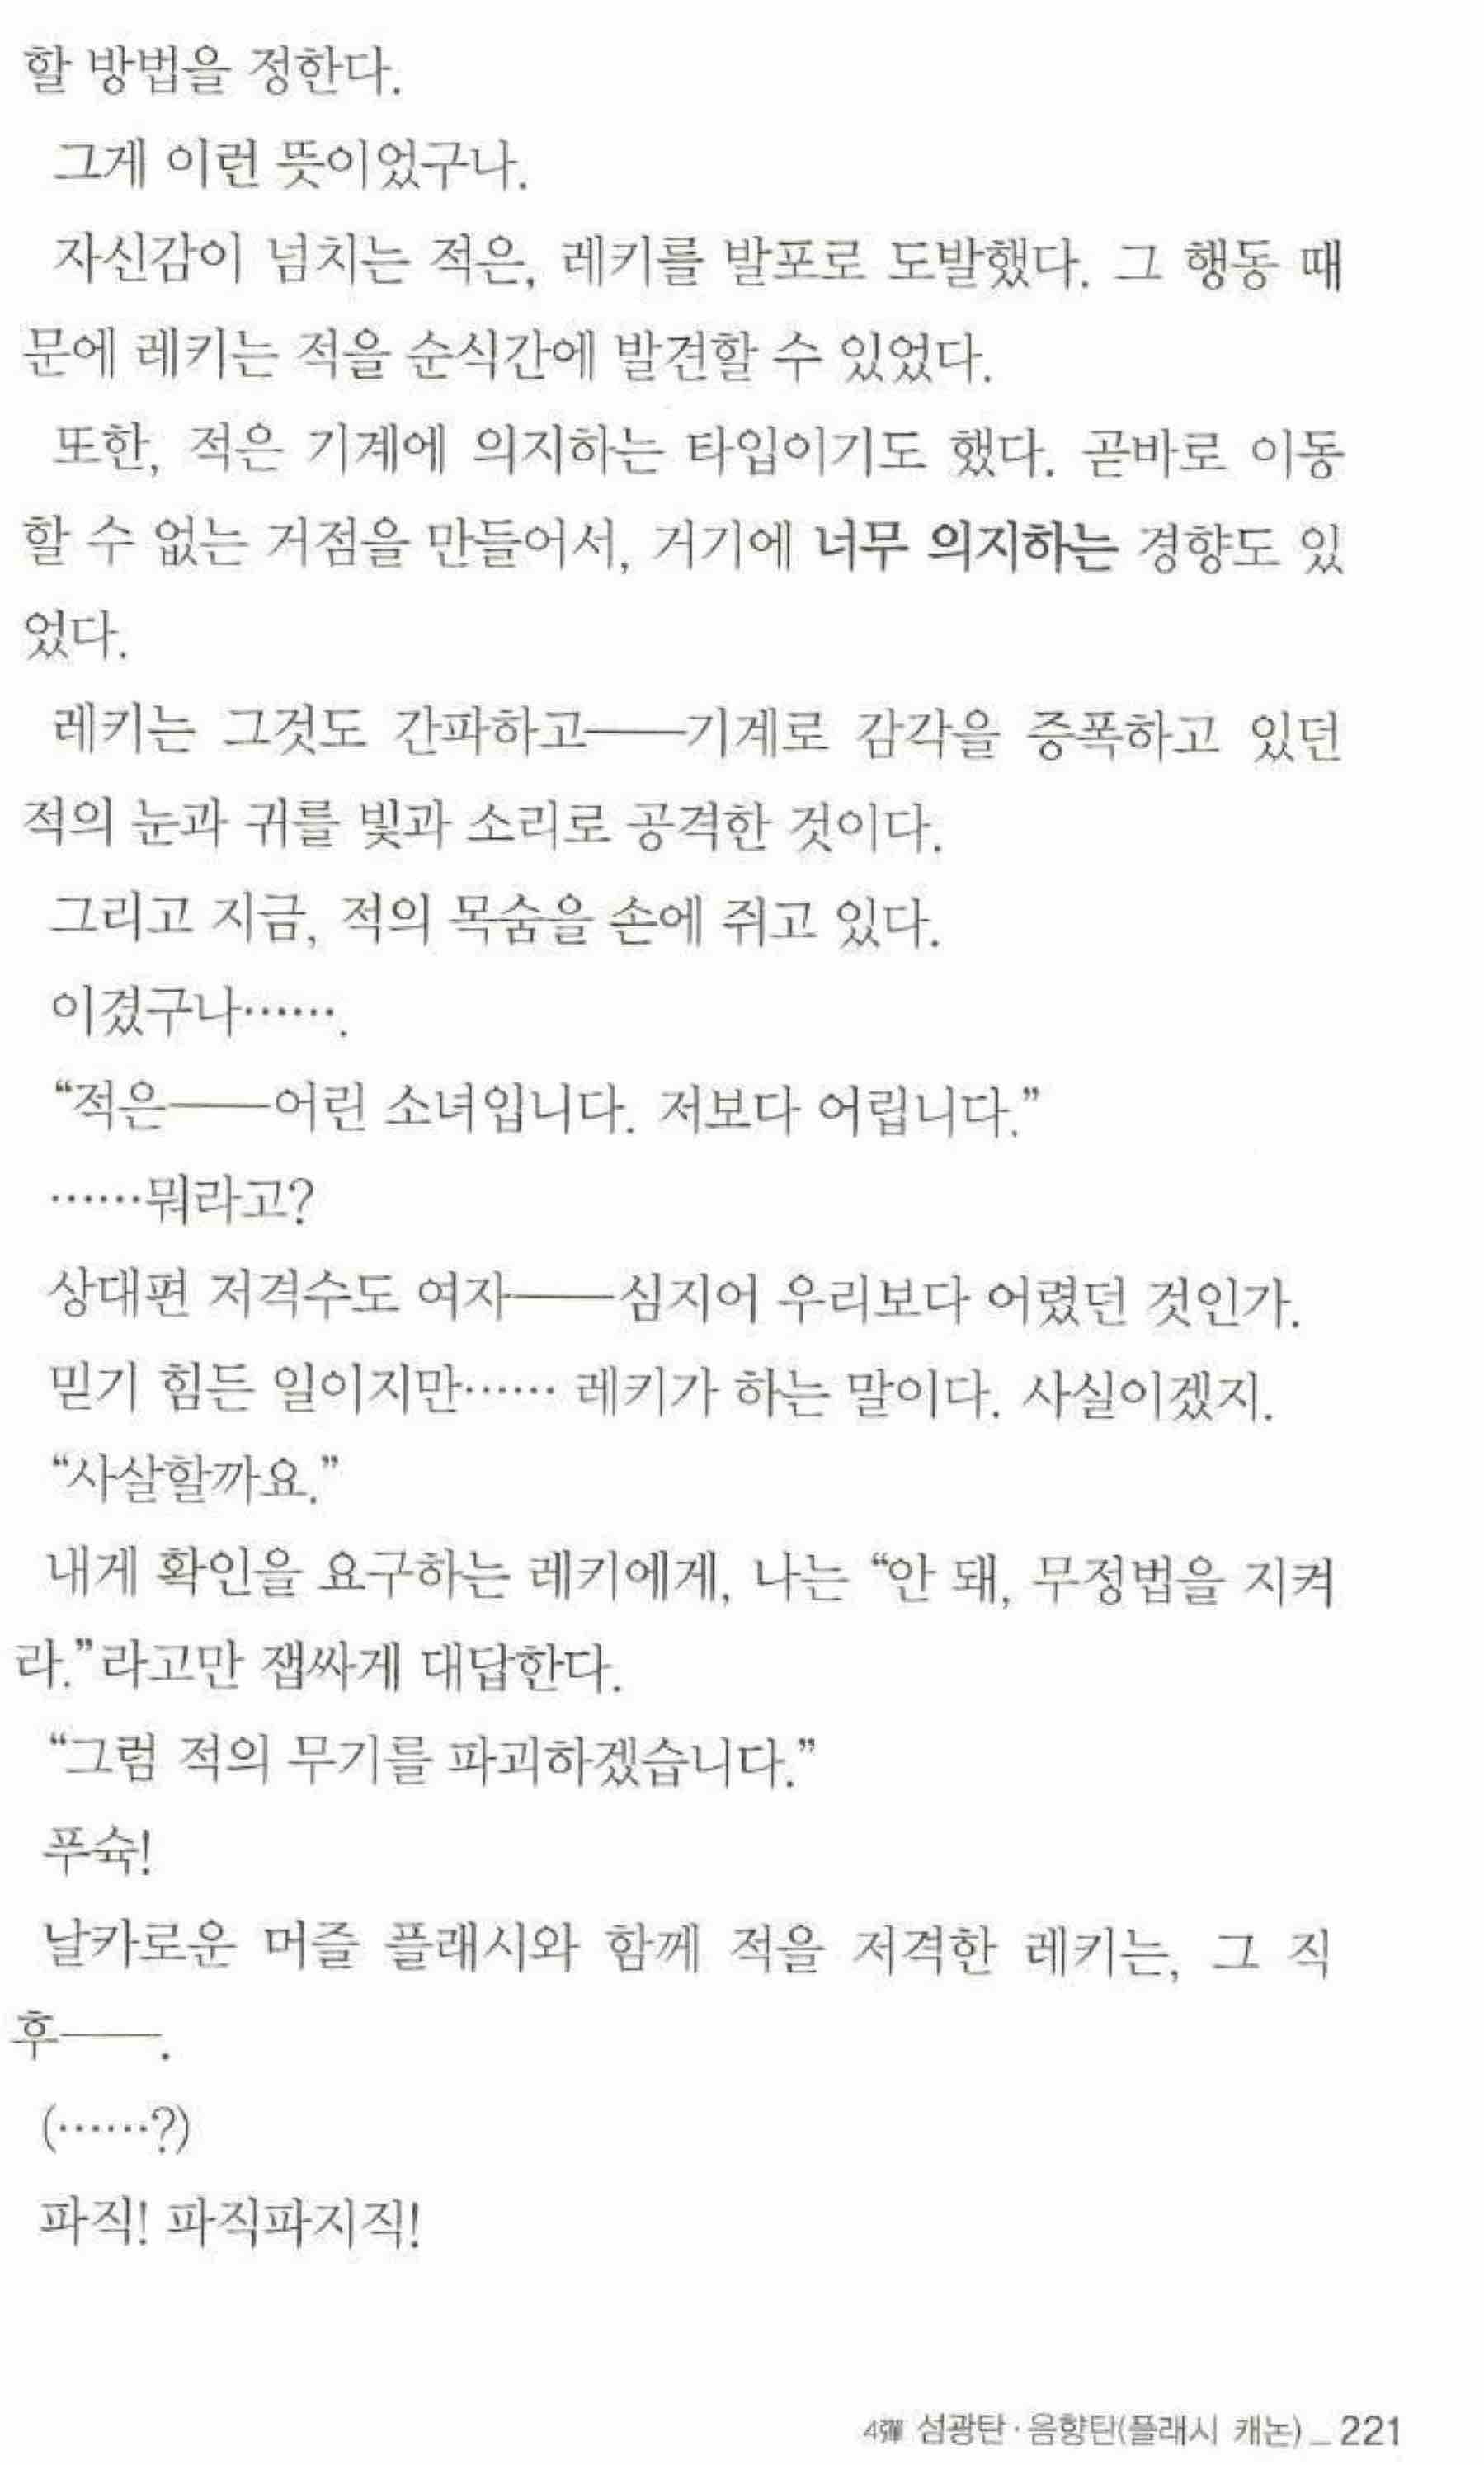 할 방법을 정한다.
그게 이런 뜻이었구나.
자신감이 넘치는 적은, 레키를 발포로 도발했다. 그 행동 때
문에 레키는 적을 순식간에 발견할 수 있었다.
또한, 적은 기계에 의지하는 타입이기도 했다. 곧바로 이동
할 수 없는 거점을 만들어서, 거기에 너무 의지하는 경향도 있
었다.
레키는 그것도 간파하고──기계로 감각을 증폭하고 있던
적의 눈과 귀를 빛과 소리로 공격한 것이다.
그리고 지금, 적의 목숨을 손에 쥐고 있다.
이겼구나…….
“적은──어린 소녀입니다. 저보다 어립니다.”
……뭐라고?
상대편 저격수도 여자──심지어 우리보다 어렸던 것인가.
믿기 힘든 일이지만…… 레키가 하는 말이다. 사실이겠지.
“사살할까요.”
내게 확인을 요구하는 레키에게, 나는 “안 돼, 무정법을 지켜
라.”라고만 잽싸게 대답한다.
“그럼 적의 무기를 파괴하겠습니다.”
푸슉!
날카로운 머즐 플래시와 함께 적을 저격한 레키는, 그 직
후──.
(……?)
파직! 파직파지직!
4彈 섬광탄·음향탄(플래시 캐논)_221